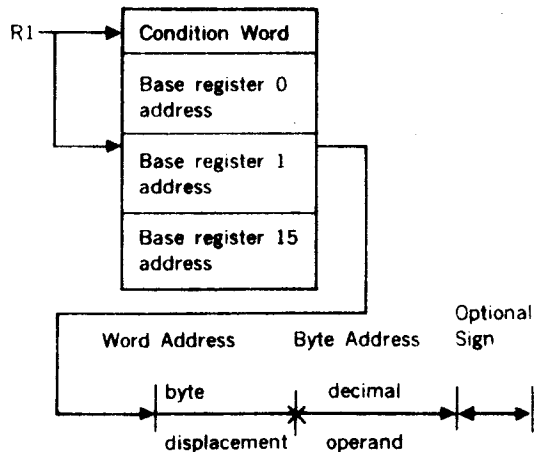 R1
Condition Word
Base register 0
address
Base register 1
address
Base register 15
address
Optional
Sign
Word Address
Byte Address
byte
decimal
displacement
operand